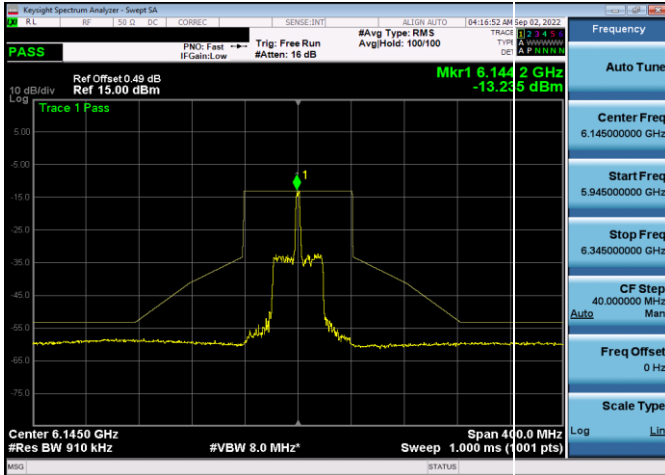 Keysight Spectrum Analyzer - Swept SA
RL RF 50 Ω DC CORREC SENSE:INT ALIGN AUTO 04:16:52 AM Sep 02, 2022
PASS
PNO: Fast
IFGain:Low
Trig: Free Run
#Atten: 16 dB
#Avg Type: RMS
Avg|Hold: 100/100
TRACE 1 2 3 4 5 6
TYPE A WWWWW
DET A P N N N N
Ref Offset 0.49 dB
10 dB/div Ref 15.00 dBm
Log
Mkr1 6.144 2 GHz
-13.235 dBm
Trace 1 Pass
1
5.00
-5.00
-15.0
-25.0
-35.0
-45.0
-55.0
-65.0
-75.0
Center 6.1450 GHz Span 400.0 MHz
#Res BW 910 kHz #VBW 8.0 MHz* Sweep 1.000 ms (1001 pts)
MSG STATUS
Frequency
Auto Tune
Center Freq
6.145000000 GHz
Start Freq
5.945000000 GHz
Stop Freq
6.345000000 GHz
CF Step
40.000000 MHz
Auto Man
Freq Offset
0 Hz
Scale Type
Log Lin